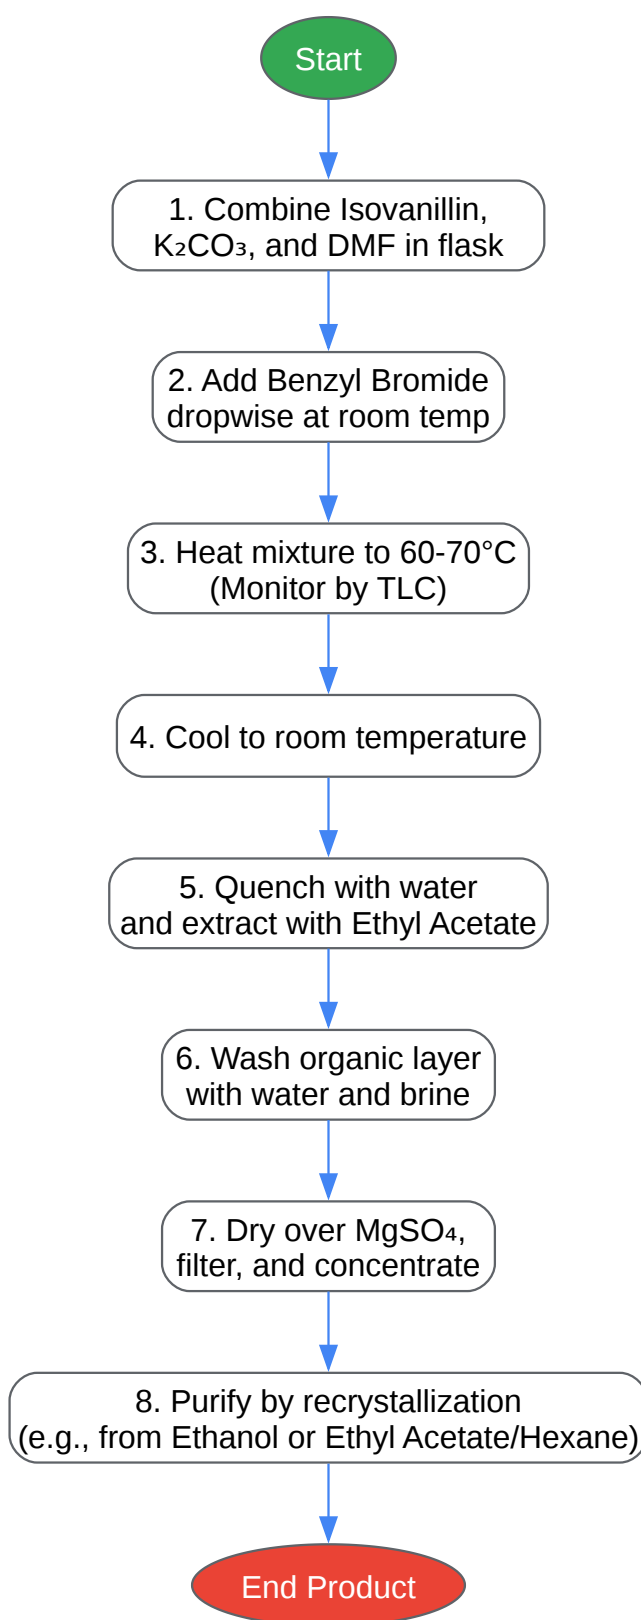 Start
1. Combine Isovanillin,
K₂CO₃, and DMF in flask
2. Add Benzyl Bromide
dropwise at room temp
3. Heat mixture to 60-70°C
(Monitor by TLC)
4. Cool to room temperature
5. Quench with water
and extract with Ethyl Acetate
6. Wash organic layer
with water and brine
7. Dry over MgSO₄,
filter, and concentrate
8. Purify by recrystallization
(e.g., from Ethanol or Ethyl Acetate/Hexane)
End Product